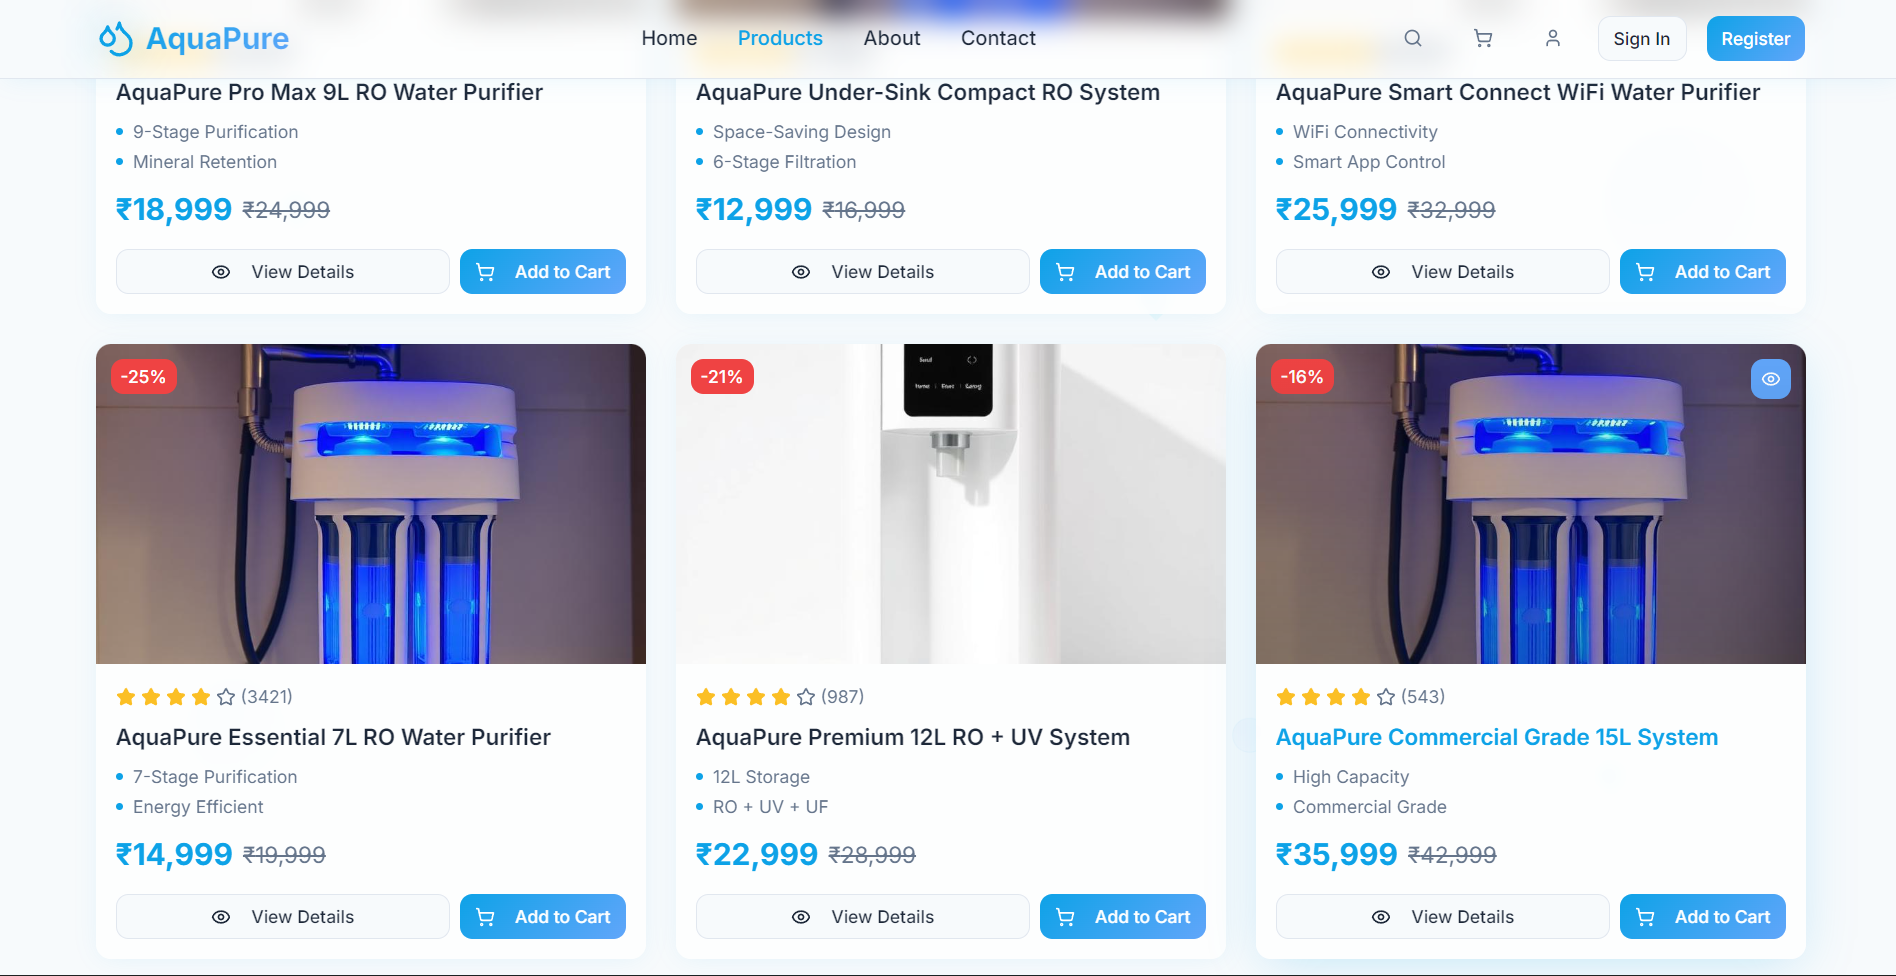 AquaPure
Home
Products
About
Contact
Sign In
Register
AquaPure Pro Max 9L RO Water Purifier
9-Stage Purification
Mineral Retention
₹18,999 ₹24,999
View Details
Add to Cart
AquaPure Under-Sink Compact RO System
Space-Saving Design
6-Stage Filtration
₹12,999 ₹16,999
View Details
Add to Cart
AquaPure Smart Connect WiFi Water Purifier
WiFi Connectivity
Smart App Control
₹25,999 ₹32,999
View Details
Add to Cart
-25%
(3421)
AquaPure Essential 7L RO Water Purifier
7-Stage Purification
Energy Efficient
₹14,999 ₹19,999
View Details
Add to Cart
-21%
(987)
AquaPure Premium 12L RO + UV System
12L Storage
RO + UV + UF
₹22,999 ₹28,999
View Details
Add to Cart
-16%
(543)
AquaPure Commercial Grade 15L System
High Capacity
Commercial Grade
₹35,999 ₹42,999
View Details
Add to Cart